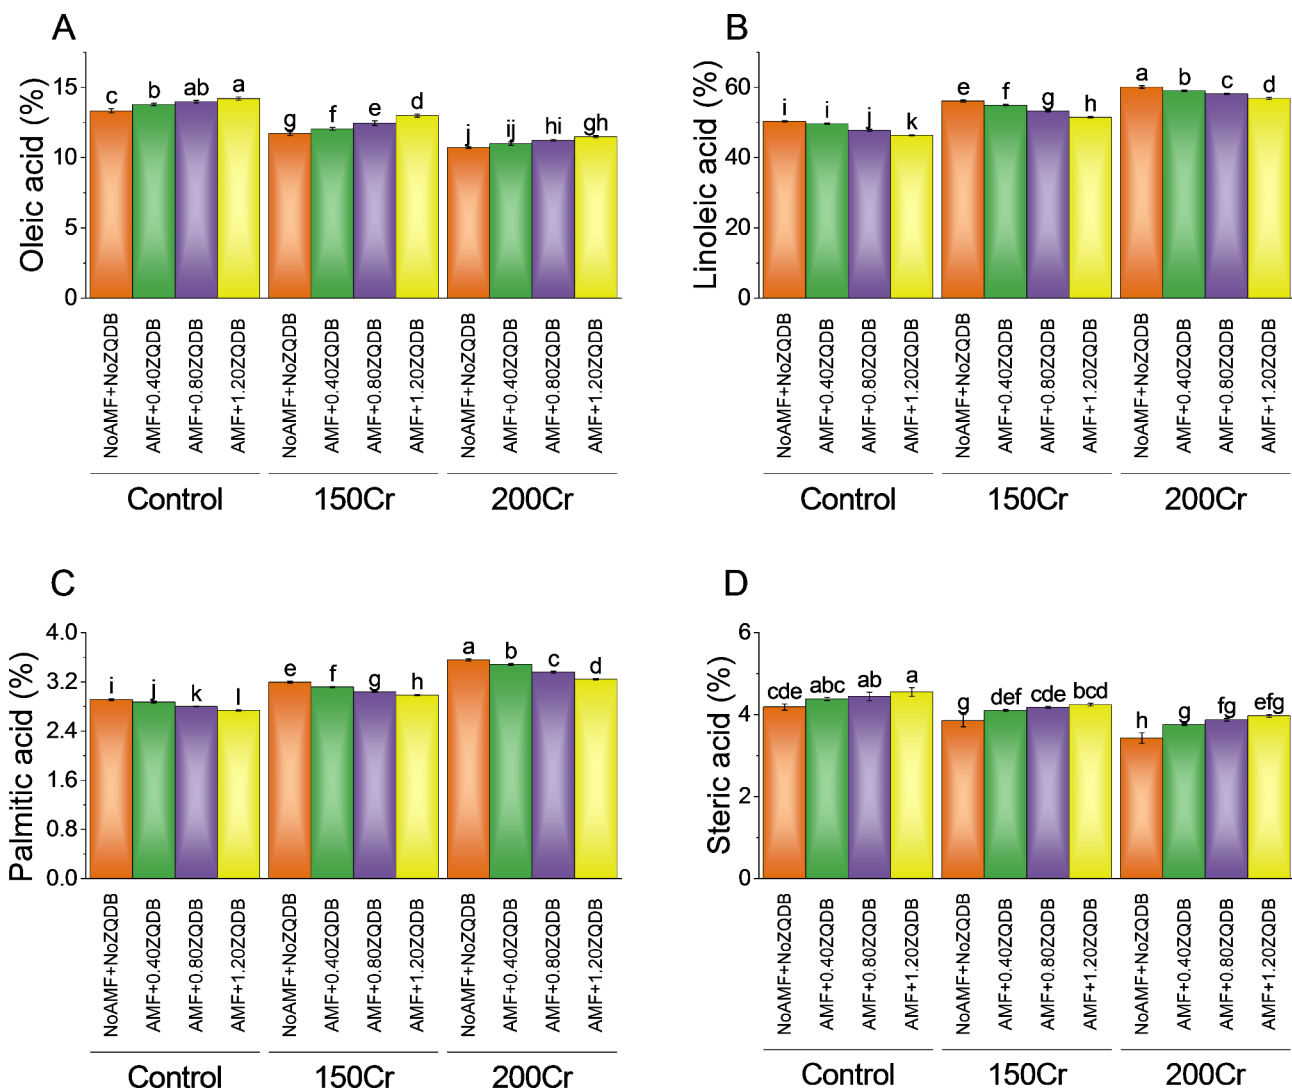 A
Oleic acid (%)
15
10
5
0
c b ab a g f e d j ij hi gh
NoAMF+NoZQDB
AMF+0.40ZQDB
AMF+0.80ZQDB
AMF+1.20ZQDB
NoAMF+NoZQDB
AMF+0.40ZQDB
AMF+0.80ZQDB
AMF+1.20ZQDB
NoAMF+NoZQDB
AMF+0.40ZQDB
AMF+0.80ZQDB
AMF+1.20ZQDB
Control 150Cr 200Cr
B
Linoleic acid (%)
60
40
20
0
i i j k e f g h a b c d
NoAMF+NoZQDB
AMF+0.40ZQDB
AMF+0.80ZQDB
AMF+1.20ZQDB
NoAMF+NoZQDB
AMF+0.40ZQDB
AMF+0.80ZQDB
AMF+1.20ZQDB
NoAMF+NoZQDB
AMF+0.40ZQDB
AMF+0.80ZQDB
AMF+1.20ZQDB
Control 150Cr 200Cr
C
Palmitic acid (%)
4.0
3.2
2.4
1.6
0.8
0.0
i j k l e f g h a b c d
NoAMF+NoZQDB
AMF+0.40ZQDB
AMF+0.80ZQDB
AMF+1.20ZQDB
NoAMF+NoZQDB
AMF+0.40ZQDB
AMF+0.80ZQDB
AMF+1.20ZQDB
NoAMF+NoZQDB
AMF+0.40ZQDB
AMF+0.80ZQDB
AMF+1.20ZQDB
Control 150Cr 200Cr
D
Steric acid (%)
6
4
2
0
cde abc ab a g def cde bcd h g fg efg
NoAMF+NoZQDB
AMF+0.40ZQDB
AMF+0.80ZQDB
AMF+1.20ZQDB
NoAMF+NoZQDB
AMF+0.40ZQDB
AMF+0.80ZQDB
AMF+1.20ZQDB
NoAMF+NoZQDB
AMF+0.40ZQDB
AMF+0.80ZQDB
AMF+1.20ZQDB
Control 150Cr 200Cr